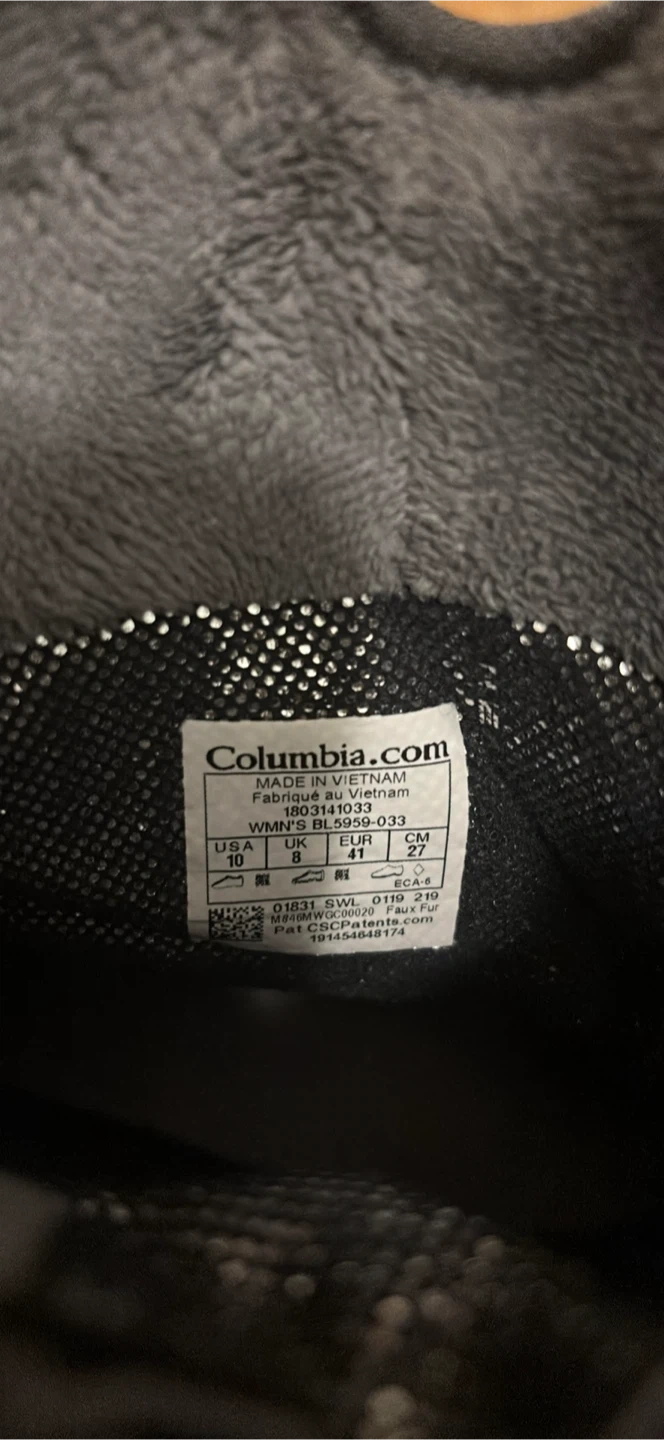 Columbia.com
MADE IN VIETNAM
Fabriqué au Vietnam
1803141033
WMN'S BL5959-033
USA UK EUR CM
10 8 41 27
ECA-6
01831 SWL 0119 219
M846MWGC00020 Faux Fur
Pat CSCPatents.com
191454648174